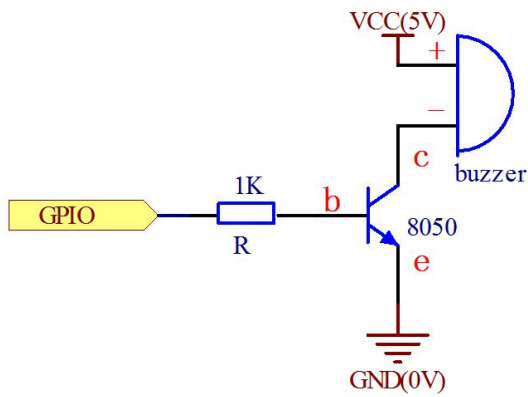 VCC(5V)
+
−
c
buzzer
1K
b
GPIO
R
8050
e
GND(0V)